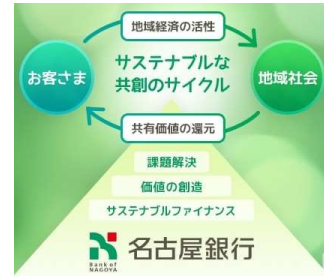 地域経済の活性
サステナブルな
共創のサイクル
お客さま
地域社会
共有価値の還元
課題解決
価値の創造
サステナブルファイナンス
Bank of
NAGOYA
名古屋銀行